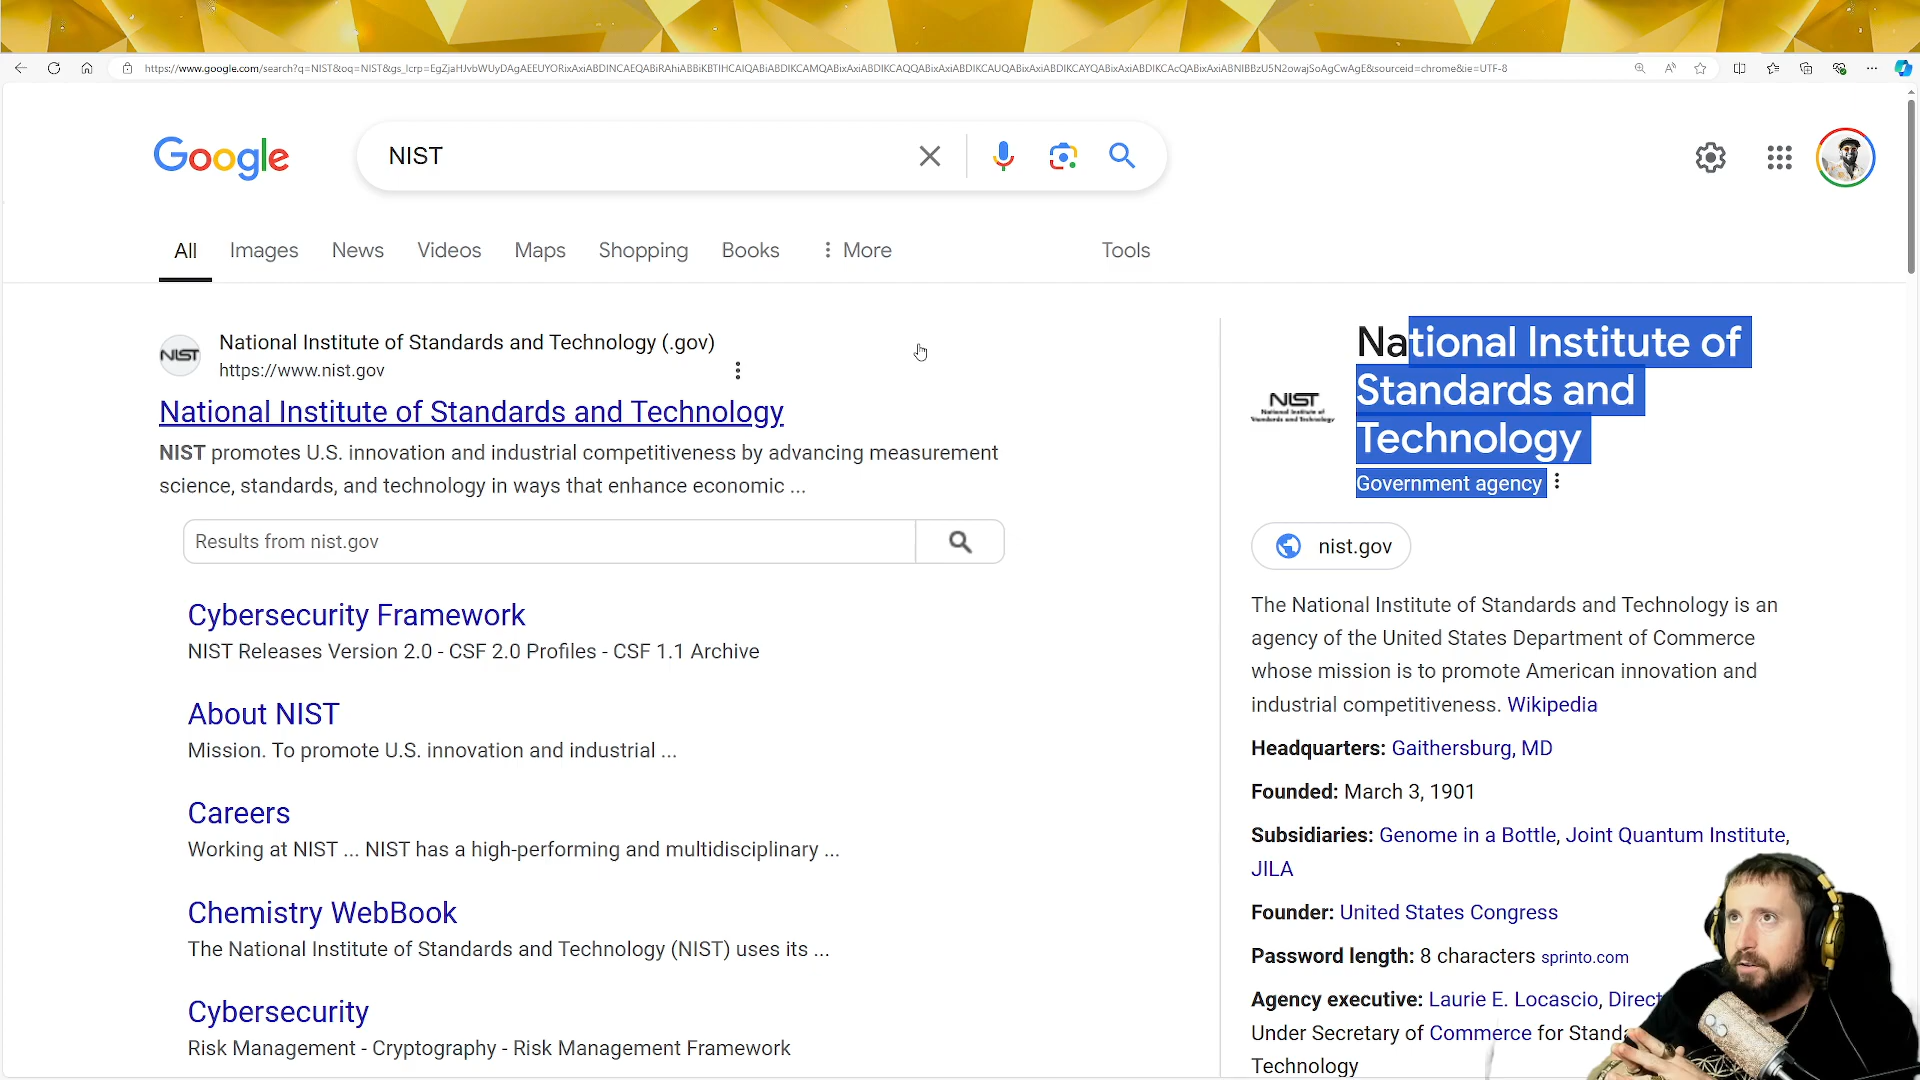 https://www.google.com/search?q=NIST&oq=NIST&gs_lcrp=EgZjaHJvbWUyDAgAEEUYORixAxiABDINCAEQABiRAhiABBiKBTIHCAIQABiABDIKCAMQABixAxiABDIKCAQQABixAxiABDIKCAUQABixAxiABDIKCAYQABixAxiABDIKCAcQABixAxiABNIBBzU5N2owajSoAgCwAgE&sourceid=chrome&ie=UTF-8
Google
NIST
All Images News Videos Maps Shopping Books More Tools
NIST
National Institute of Standards and Technology (.gov)
https://www.nist.gov
National Institute of Standards and Technology
NIST promotes U.S. innovation and industrial competitiveness by advancing measurement
science, standards, and technology in ways that enhance economic ...
Results from nist.gov
Cybersecurity Framework
NIST Releases Version 2.0 - CSF 2.0 Profiles - CSF 1.1 Archive
About NIST
Mission. To promote U.S. innovation and industrial ...
Careers
Working at NIST ... NIST has a high-performing and multidisciplinary ...
Chemistry WebBook
The National Institute of Standards and Technology (NIST) uses its ...
Cybersecurity
Risk Management - Cryptography - Risk Management Framework
NIST
National Institute of
Standards and Technology
National Institute of
Standards and
Technology
Government agency
nist.gov
The National Institute of Standards and Technology is an
agency of the United States Department of Commerce
whose mission is to promote American innovation and
industrial competitiveness. Wikipedia
Headquarters: Gaithersburg, MD
Founded: March 3, 1901
Subsidiaries: Genome in a Bottle, Joint Quantum Institute,
JILA
Founder: United States Congress
Password length: 8 characters sprinto.com
Agency executive: Laurie E. Locascio, Direct
Under Secretary of Commerce for Standa
Technology